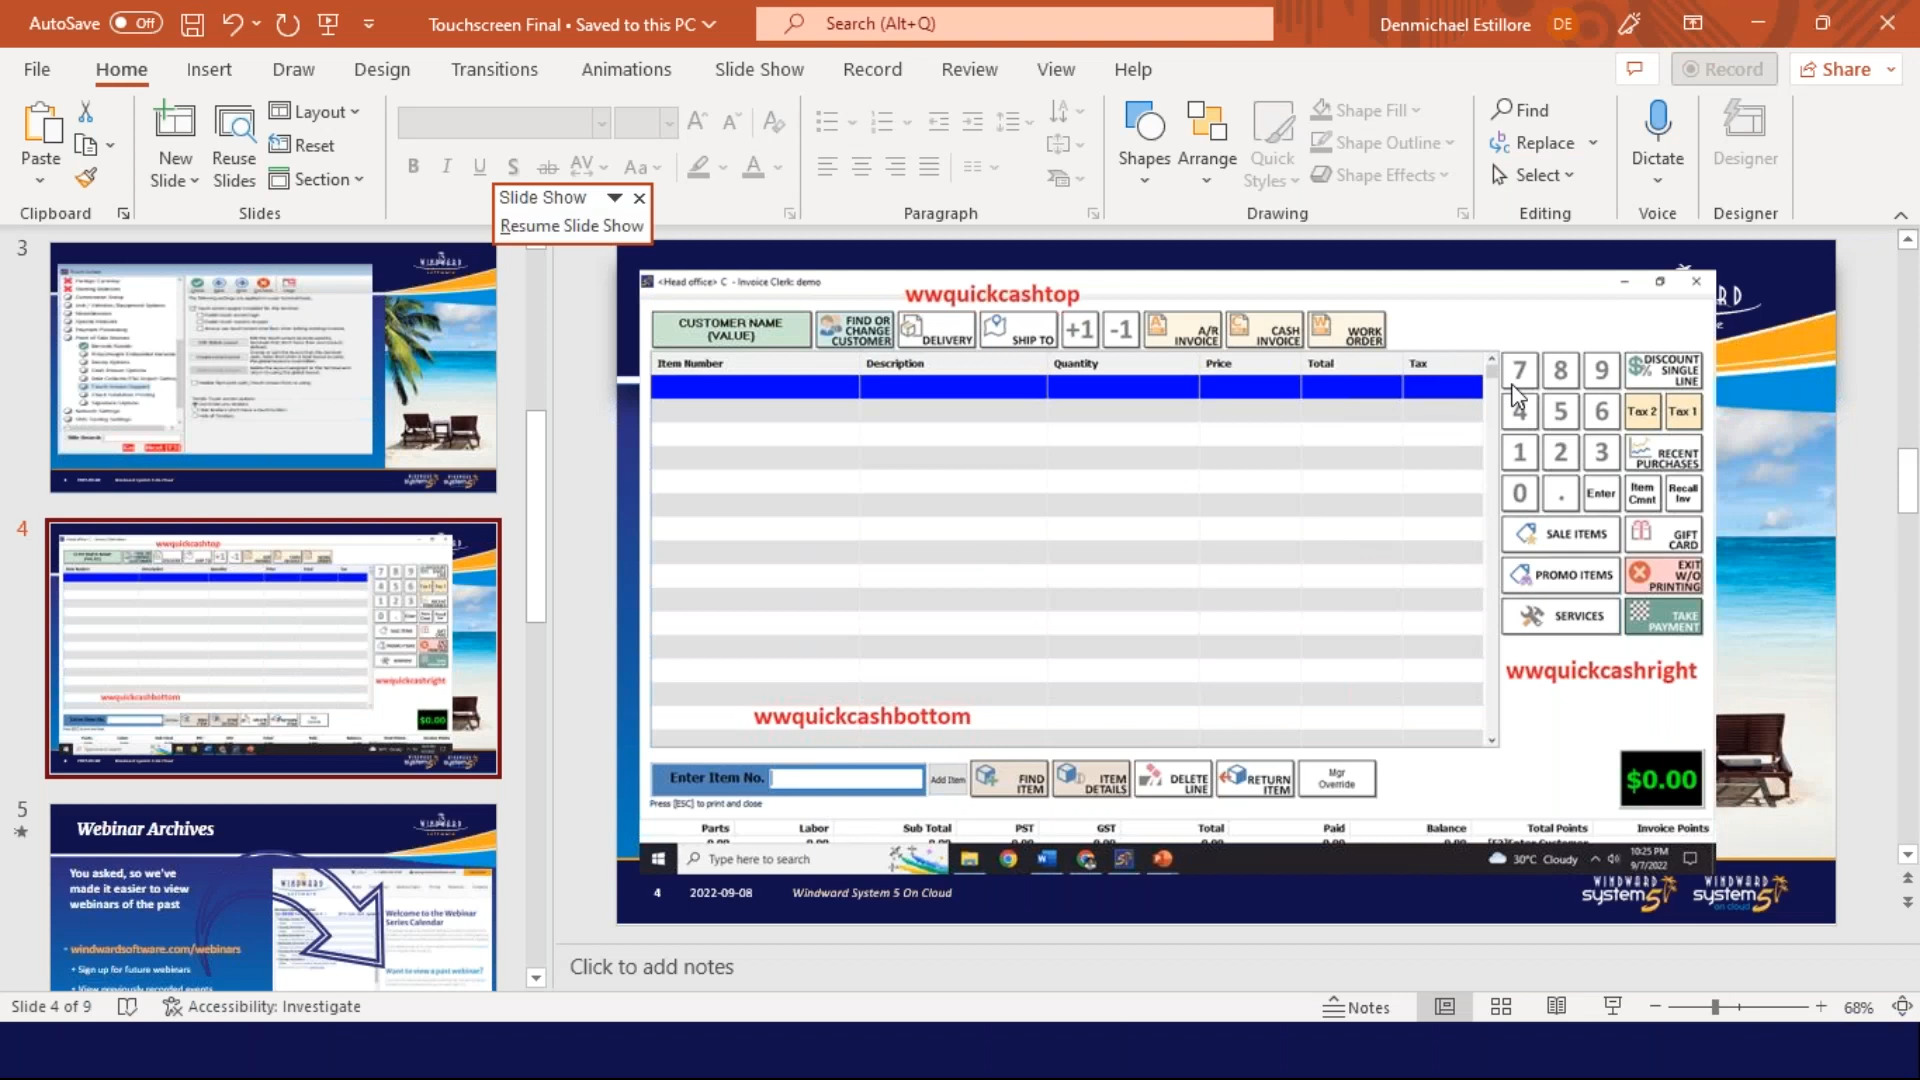 AutoSave Off
Touchscreen Final • Saved to this PC
Search (Alt+Q)
Denmichael Estillore DE
File Home Insert Draw Design Transitions Animations Slide Show Record Review View Help
Record
Share
Paste
New Slide
Reuse Slides
Layout
Reset
Section
Shapes
Arrange
Quick Styles
Shape Fill
Shape Outline
Shape Effects
Find
Replace
Select
Dictate
Designer
Clipboard
Slides
Paragraph
Drawing
Editing
Voice
Designer
Slide Show
Resume Slide Show
3
4
5
wwquickcashtop
wwquickcashright
wwquickcashbottom
$0.00
Webinar Archives
You asked, so we've
made it easier to view
webinars of the past
windwardsoftware.com/webinars
Sign up for future webinars
View previously recorded events
Welcome to the Webinar
Series Calendar
Want to view a past webinar?
<Head office> C - Invoice Clerk: demo
wwquickcashtop
CUSTOMER NAME
(VALUE)
FIND OR
CHANGE
CUSTOMER
DELIVERY
SHIP TO
+1
-1
A/R
INVOICE
CASH
INVOICE
WORK
ORDER
Item Number Description Quantity Price Total Tax
7 8 9
DISCOUNT
SINGLE
LINE
4 5 6 Tax 2 Tax 1
1 2 3
RECENT
PURCHASES
0 . Enter
Item
Cmnt
Recall
Inv
SALE ITEMS
GIFT
CARD
PROMO ITEMS
EXIT
W/O
PRINTING
SERVICES
TAKE
PAYMENT
wwquickcashright
wwquickcashbottom
Enter Item No.
Add Item
FIND
ITEM
ITEM
DETAILS
DELETE
LINE
RETURN
ITEM
Mgr
Override
$0.00
Press [ESC] to print and close
Parts Labor Sub Total PST GST Total Paid Balance Total Points Invoice Points
Type here to search
30°C Cloudy
10:25 PM
9/7/2022
4 2022-09-08 Windward System 5 On Cloud
WINDWARD
system5
WINDWARD
system5
on cloud
Click to add notes
Slide 4 of 9
Accessibility: Investigate
Notes
68%